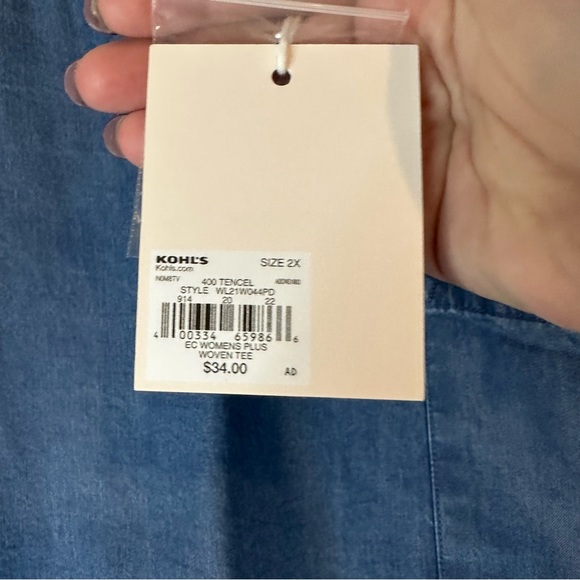 KOHL'S SIZE 2X
Kohls.com
N6M8TV 400 TENCEL
STYLE WL21W044PD
914 20 22
4 00334 65986 6
EC WOMENS PLUS
WOVEN TEE
$34.00 AD